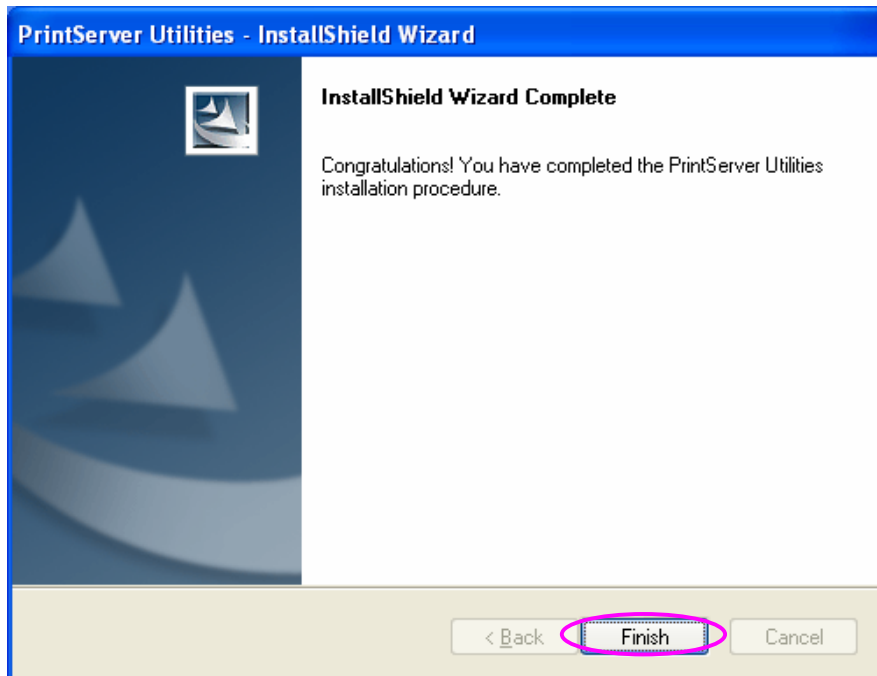 PrintServer Utilities - InstallShield Wizard
InstallShield Wizard Complete
Congratulations! You have completed the PrintServer Utilities
installation procedure.
< Back
Finish
Cancel